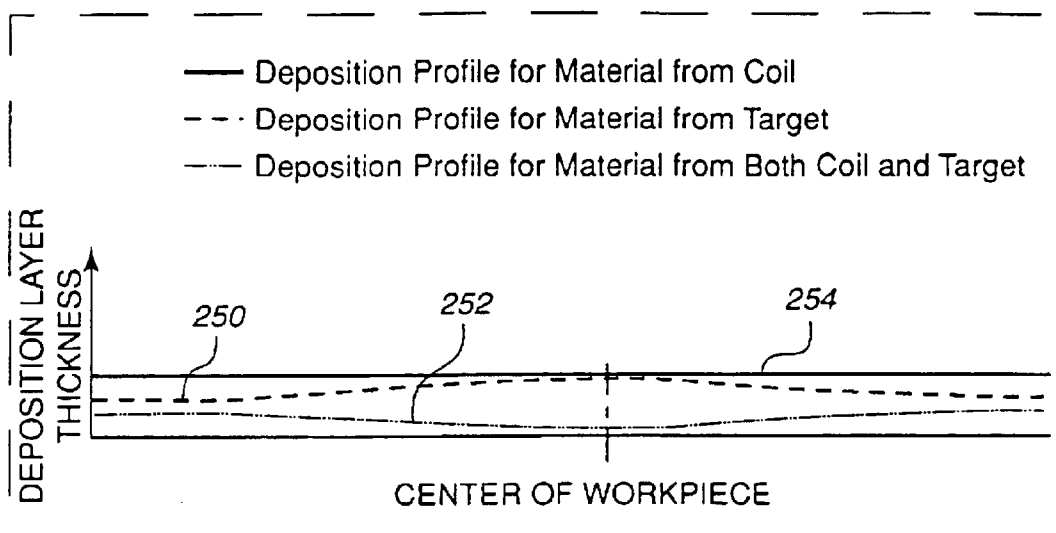 Deposition Profile for Material from Coil
Deposition Profile for Material from Target
Deposition Profile for Material from Both Coil and Target
DEPOSITION LAYER
THICKNESS
250
252
254
CENTER OF WORKPIECE